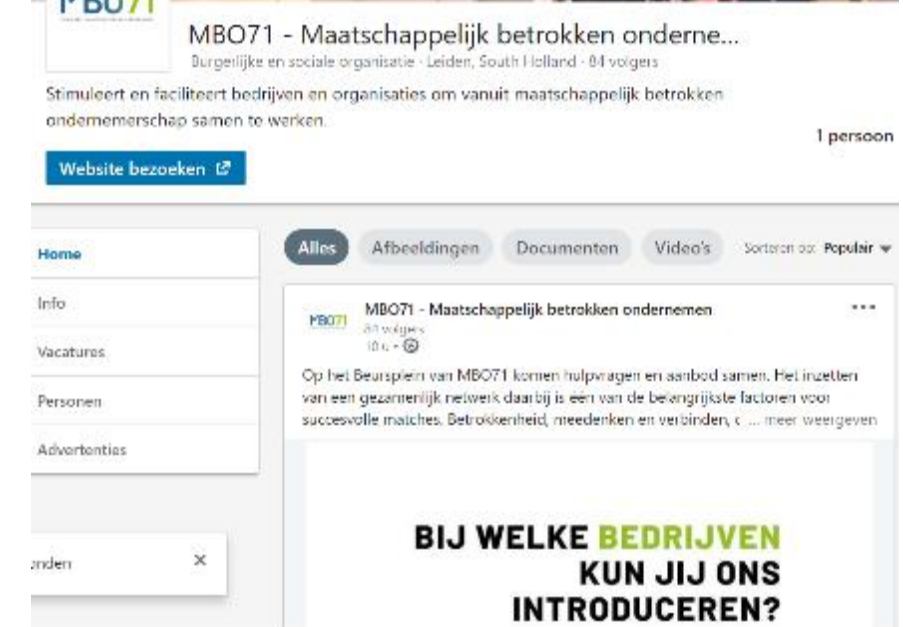 MBO71
MBO71 - Maatschappelijk betrokken onderne...
Burgerlijke en sociale organisatie · Leiden, South Holland · 84 volgers
Stimuleert en faciliteert bedrijven en organisaties om vanuit maatschappelijk betrokken
ondernemerschap samen te werken.
1 persoon
Website bezoeken
Home
Info
Vacatures
Personen
Advertenties
onden
Alles Afbeeldingen Documenten Video's Sorteren op: Populair
MBO71
MBO71 - Maatschappelijk betrokken ondernemen
84 volgers
10 u •
Op het Beursplein van MBO71 komen hulpvragen en aanbod samen. Het inzetten
van een gezamenlijk netwerk daarbij is één van de belangrijkste factoren voor
succesvolle matches. Betrokkenheid, meedenken en verbinden, c ... meer weergeven
BIJ WELKE BEDRIJVEN
KUN JIJ ONS
INTRODUCEREN?